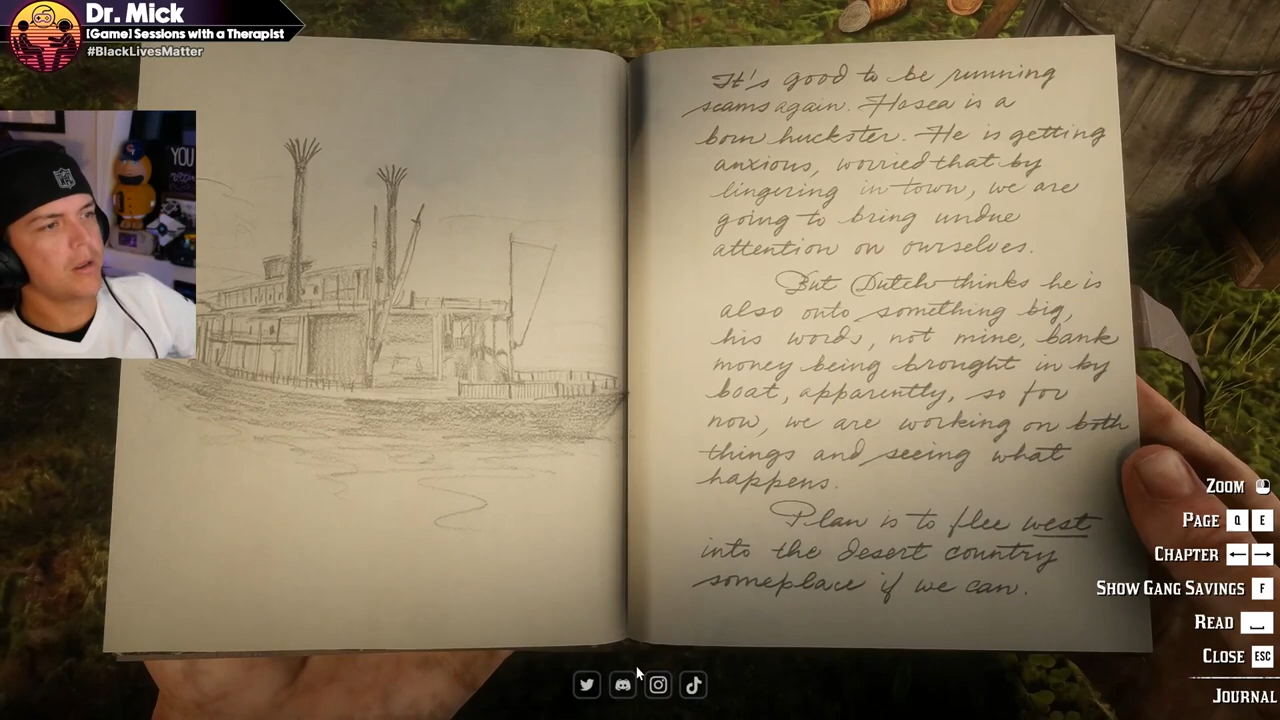 Dr. Mick
[Game] Sessions with a Therapist
#BlackLivesMatter
YOU
It's good to be running
scams again. Hosea is a
born huckster. He is getting
anxious, worried that by
lingering in town, we are
going to bring undue
attention on ourselves.
But Dutch thinks he is
also onto something big,
his words, not mine, bank
money being brought in by
boat, apparently, so for
now, we are working on both
things and seeing what
happens.
Plan is to flee west
into the desert country
someplace if we can.
ZOOM
PAGE Q E
CHAPTER ← →
SHOW GANG SAVINGS F
READ
CLOSE ESC
JOURNAL